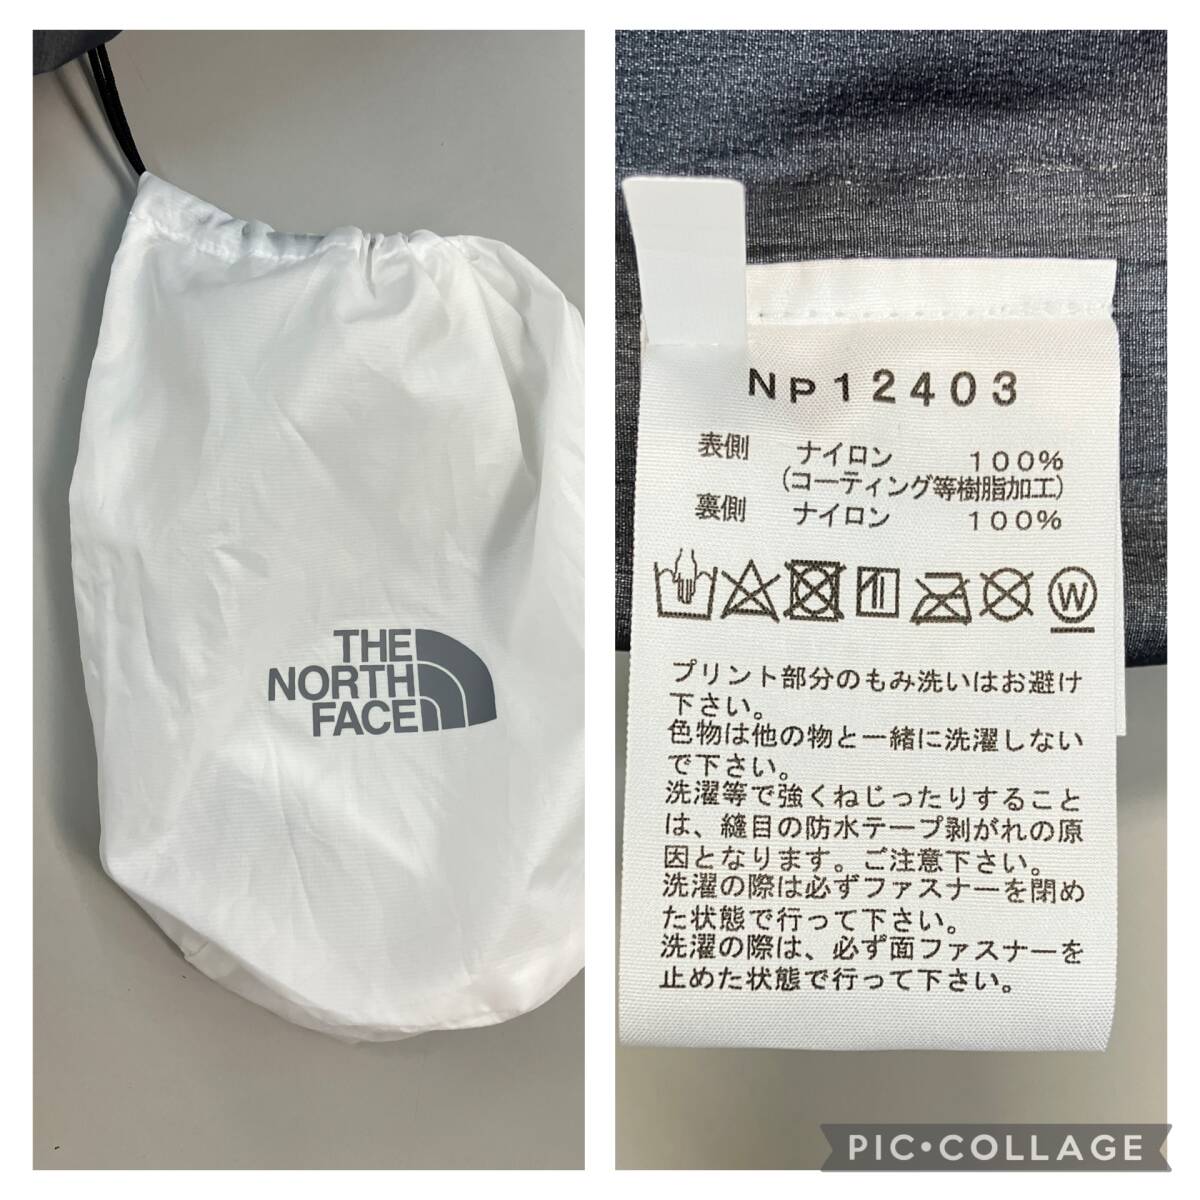 THE
NORTH
FACE
NP12403
表側 ナイロン 100%
(コーティング等樹脂加工)
裏側 ナイロン 100%
W
プリント部分のもみ洗いはお避け
下さい。
色物は他の物と一緒に洗濯しない
で下さい。
洗濯等で強くねじったりすること
は、縫目の防水テープ剥がれの原
因となります。ご注意下さい。
洗濯の際は必ずファスナーを閉め
た状態で行って下さい。
洗濯の際は、必ず面ファスナーを
止めた状態で行って下さい。
PIC•COLLAGE